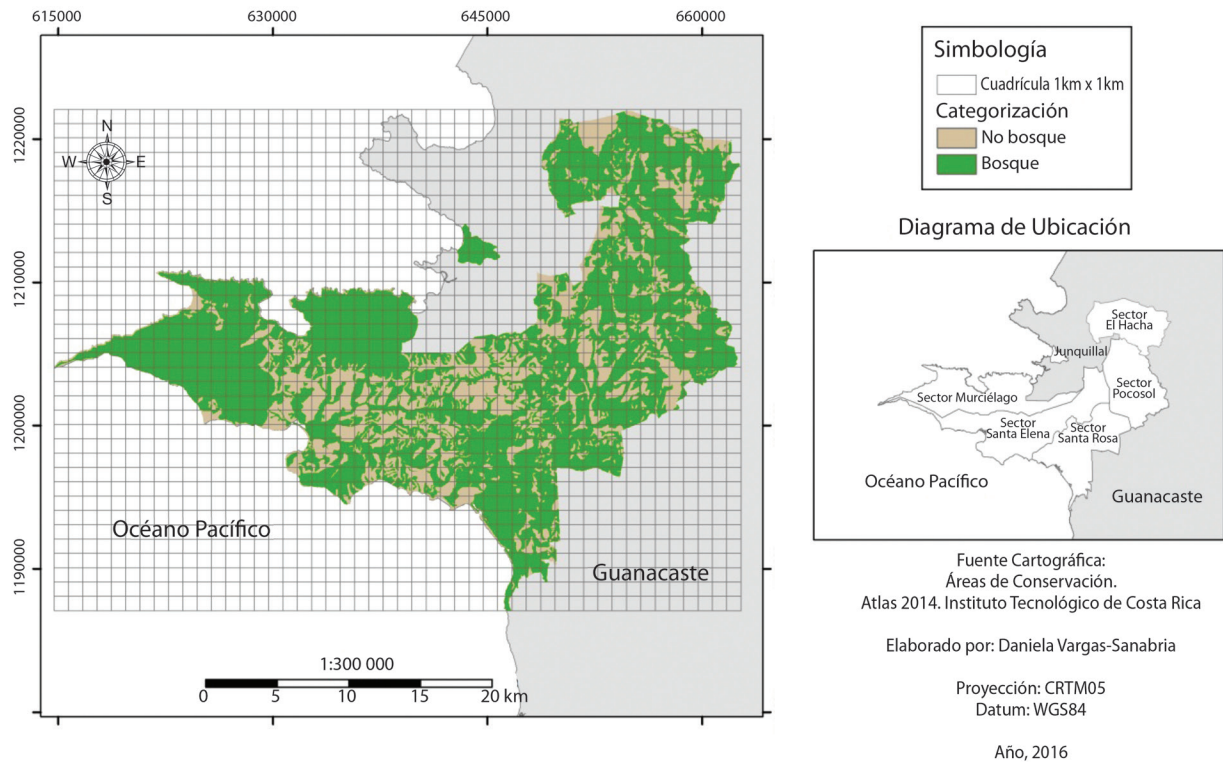 615000 630000 645000 660000
1220000
1210000
1200000
1190000
N
W E
S
Océano Pacífico
Guanacaste
1:300 000
0 5 10 15 20 km
Simbología
Cuadrícula 1km x 1km
Categorización
No bosque
Bosque
Diagrama de Ubicación
Sector
El Hacha
Junquillal
Sector
Pocosol
Sector Murciélago
Sector
Santa Elena
Sector
Santa Rosa
Océano Pacífico
Guanacaste
Fuente Cartográfica:
Áreas de Conservación.
Atlas 2014. Instituto Tecnológico de Costa Rica
Elaborado por: Daniela Vargas-Sanabria
Proyección: CRTM05
Datum: WGS84
Año, 2016